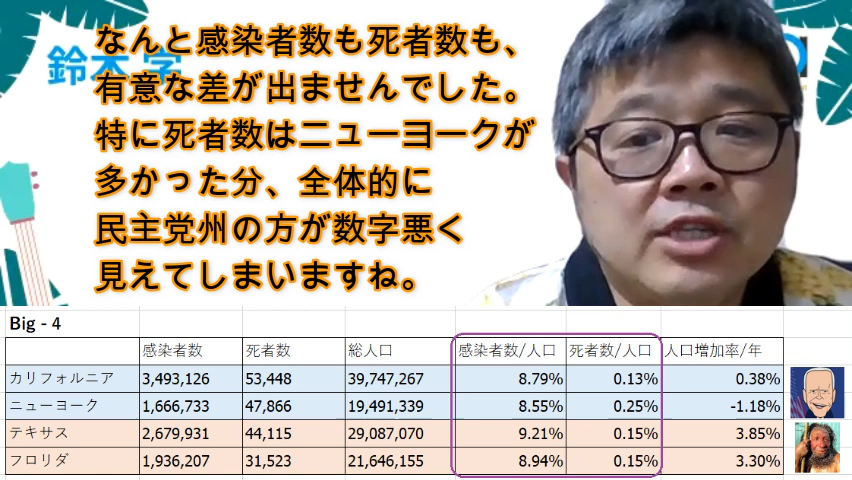 鈴木 学
なんと感染者数も死者数も、
有意な差が出ませんでした。
特に死者数はニューヨークが
多かった分、全体的に
民主党州の方が数字悪く
見えてしまいますね。
Big - 4
感染者数 死者数 総人口 感染者数/人口 死者数/人口 人口増加率/年
カリフォルニア 3,493,126 53,448 39,747,267 8.79% 0.13% 0.38%
ニューヨーク 1,666,733 47,866 19,491,339 8.55% 0.25% -1.18%
テキサス 2,679,931 44,115 29,087,070 9.21% 0.15% 3.85%
フロリダ 1,936,207 31,523 21,646,155 8.94% 0.15% 3.30%